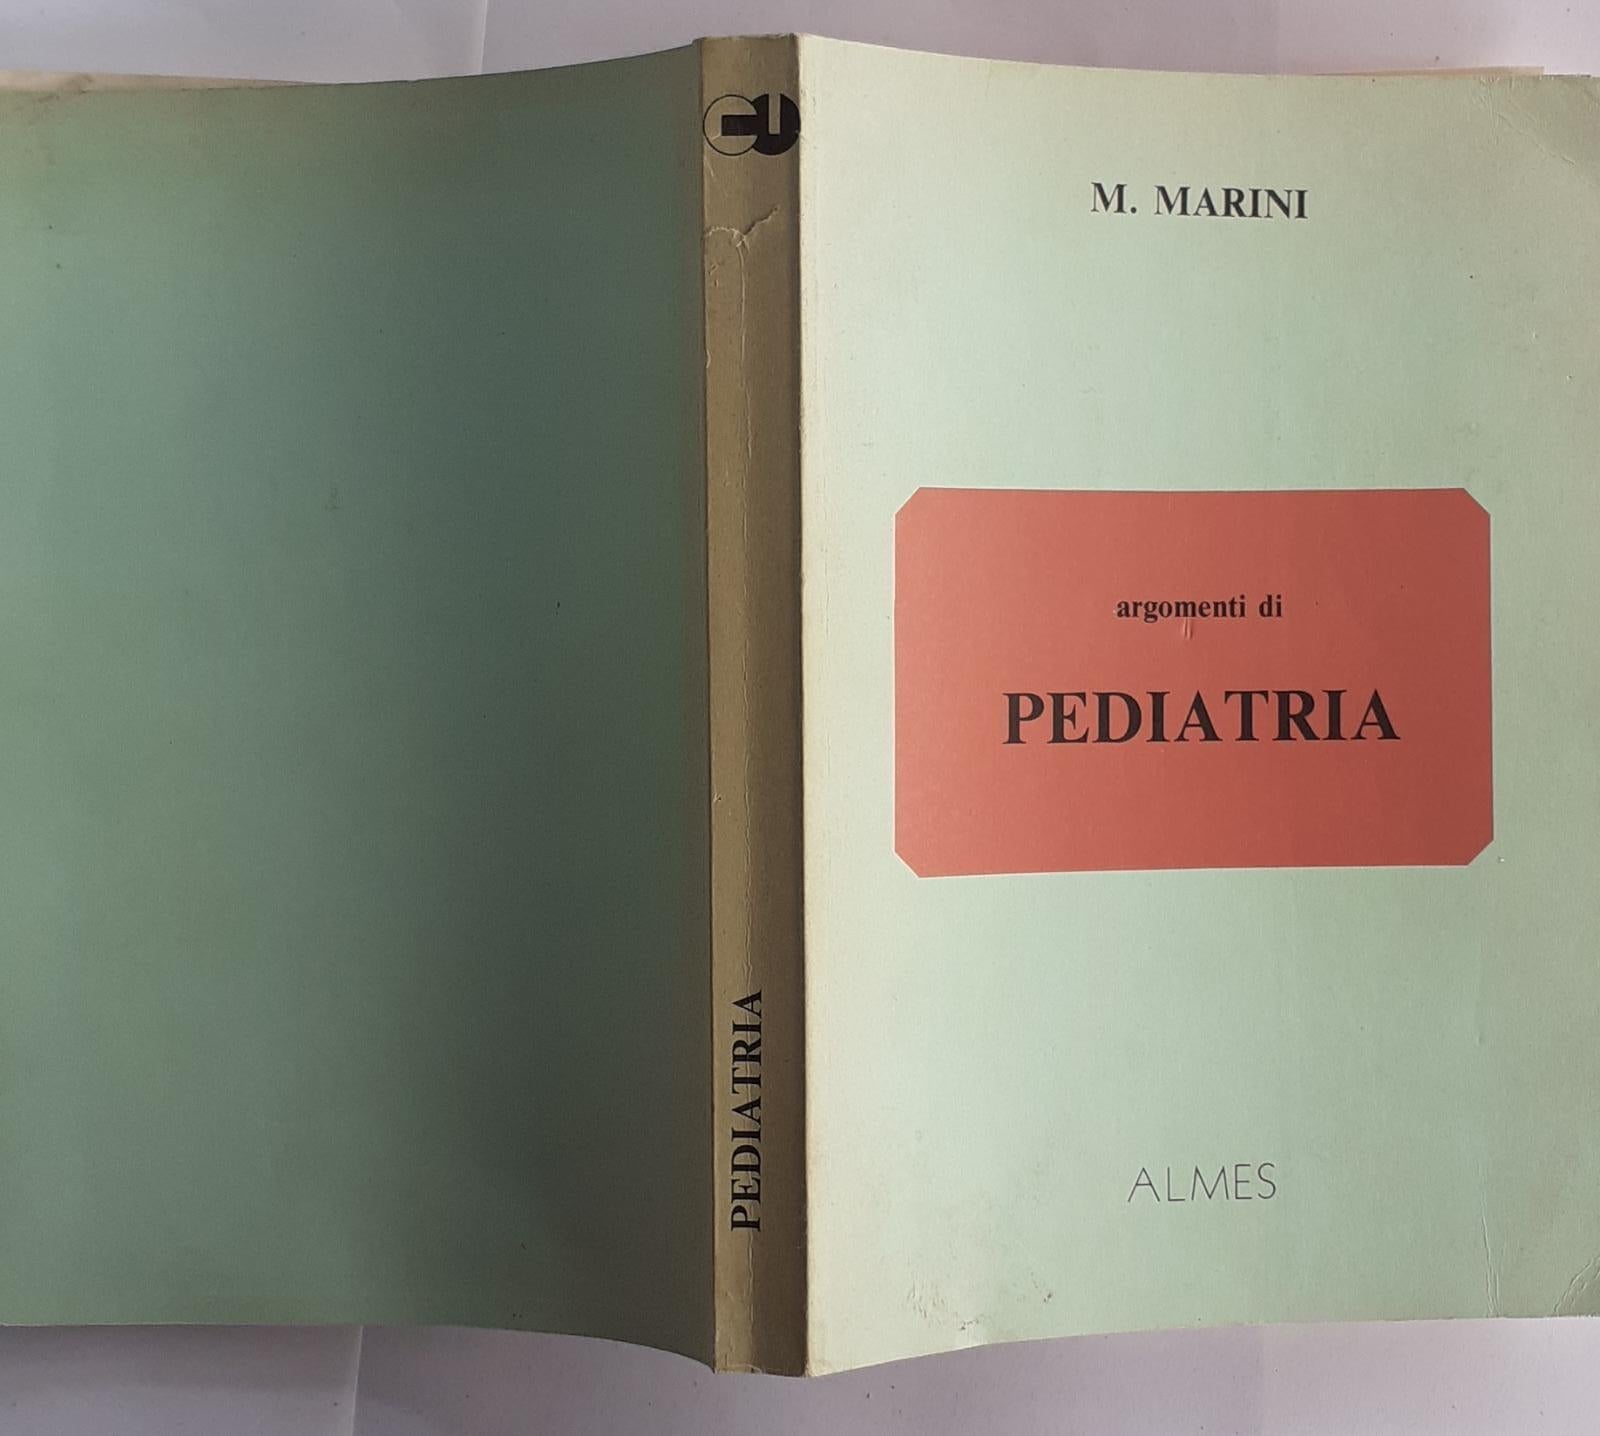 M. MARINI
argomenti di
PEDIATRIA
ALMES
PEDIATRIA